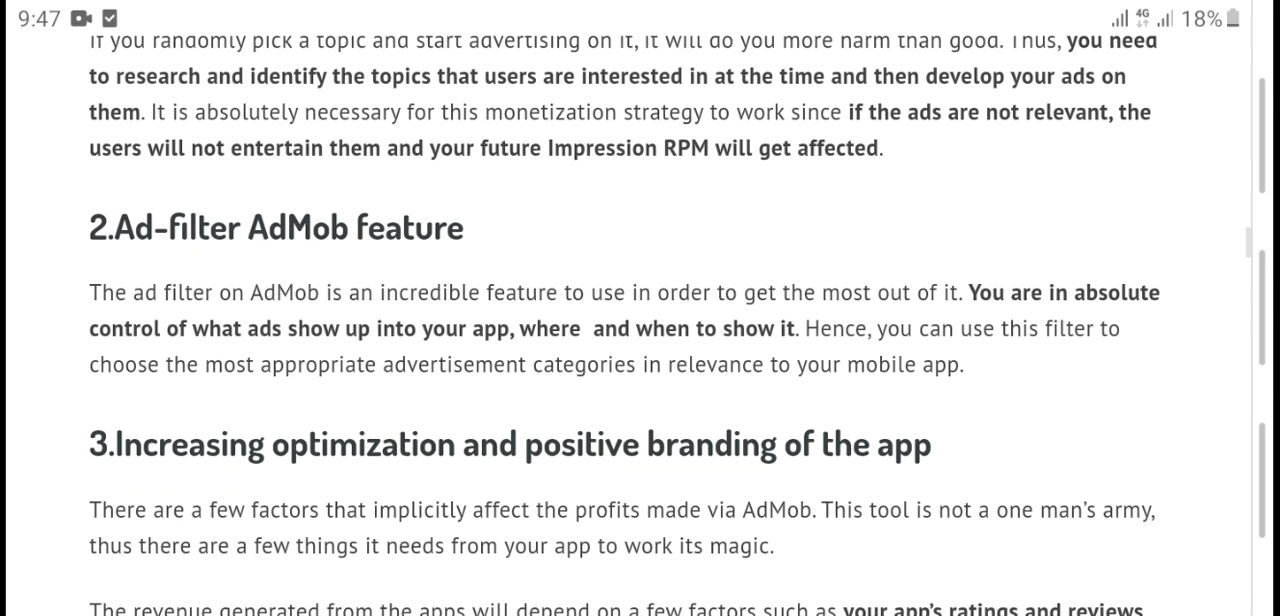 9:47
4G
18%
If you randomly pick a topic and start advertising on it, it will do you more harm than good. Thus, you need
to research and identify the topics that users are interested in at the time and then develop your ads on
them. It is absolutely necessary for this monetization strategy to work since if the ads are not relevant, the
users will not entertain them and your future Impression RPM will get affected.
2.Ad-filter AdMob feature
The ad filter on AdMob is an incredible feature to use in order to get the most out of it. You are in absolute
control of what ads show up into your app, where  and when to show it. Hence, you can use this filter to
choose the most appropriate advertisement categories in relevance to your mobile app.
3.Increasing optimization and positive branding of the app
There are a few factors that implicitly affect the profits made via AdMob. This tool is not a one man’s army,
thus there are a few things it needs from your app to work its magic.
The revenue generated from the apps will depend on a few factors such as your app’s ratings and reviews